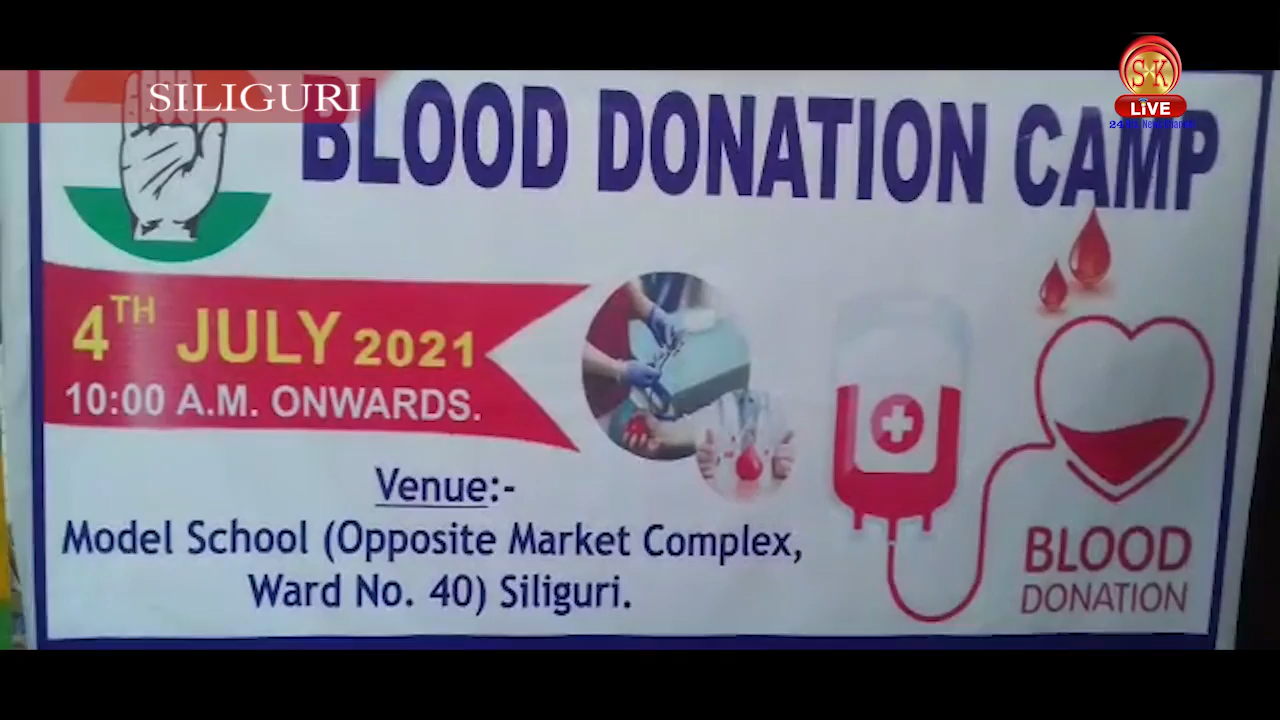 SILIGURI
SK
LiVE
BLOOD DONATION CAMP
4TH JULY 2021
10:00 A.M. ONWARDS.
Venue:-
Model School (Opposite Market Complex,
Ward No. 40) Siliguri.
BLOOD
DONATION